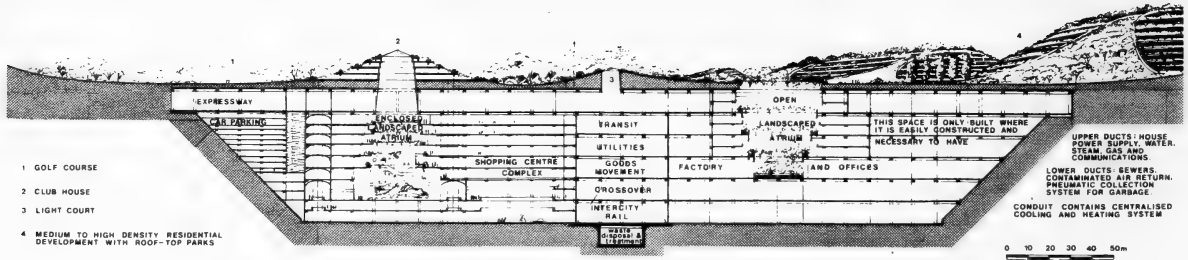 1
2
1
3
4
EXPRESSWAY
CAR PARKING
ENCLOSED
LANDSCAPED
ATRIUM
SHOPPING CENTRE
COMPLEX
TRANSIT
UTILITIES
GOODS
MOVEMENT
CROSSOVER
INTERCITY
RAIL
waste
disposal &
treatment
FACTORY AND OFFICES
OPEN
LANDSCAPED
ATRIUM
THIS SPACE IS ONLY BUILT WHERE
IT IS EASILY CONSTRUCTED AND
NECESSARY TO HAVE
1 GOLF COURSE
2 CLUB HOUSE
3 LIGHT COURT
4 MEDIUM TO HIGH DENSITY RESIDENTIAL
DEVELOPMENT WITH ROOF-TOP PARKS
UPPER DUCTS: HOUSE
POWER SUPPLY, WATER.
STEAM, GAS AND
COMMUNICATIONS.
LOWER DUCTS: SEWERS.
CONTAMINATED AIR RETURN.
PNEUMATIC COLLECTION
SYSTEM FOR GARBAGE.
CONDUIT CONTAINS CENTRALISED
COOLING AND HEATING SYSTEM
0 10 20 30 40 50m